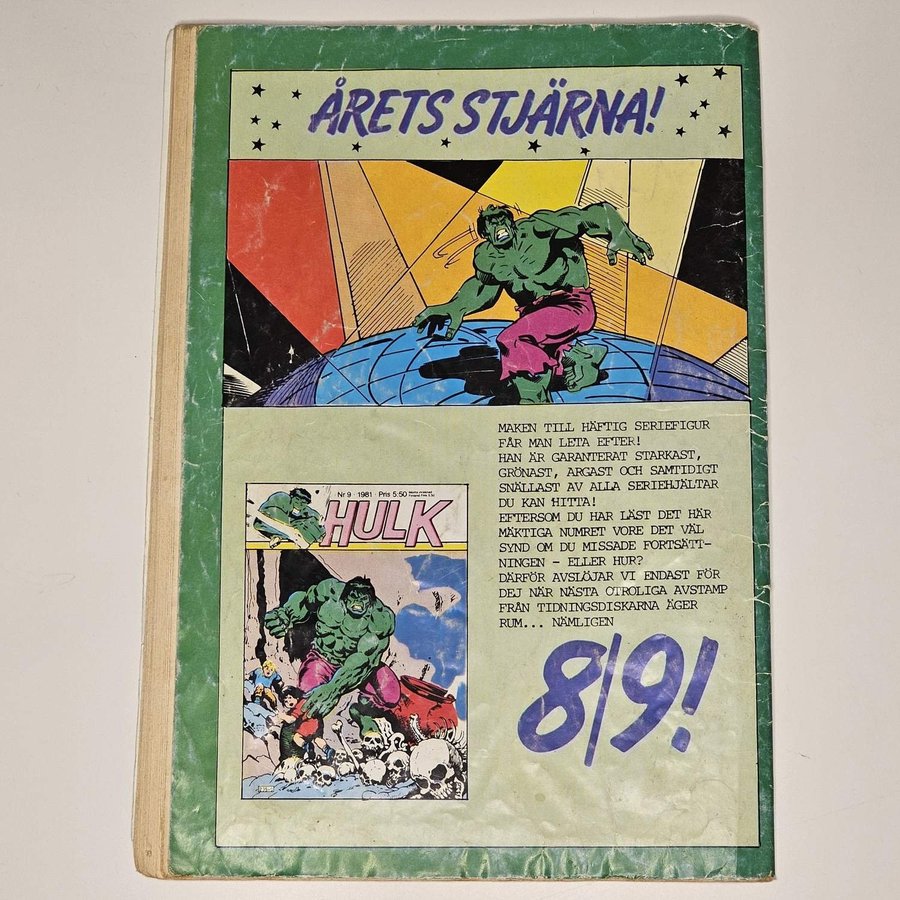 ÅRETS STJÄRNA!
MAKEN TILL HÄFTIG SERIEFIGUR
FÅR MAN LETA EFTER!
HAN ÄR GARANTERAT STARKAST,
GRÖNAST, ARGAST OCH SAMTIDIGT
SNÄLLAST AV ALLA SERIEHJÄLTAR
DU KAN HITTA!
EFTERSOM DU HAR LÄST DET HÄR
MÄKTIGA NUMRET VORE DET VÄL
SYND OM DU MISSADE FORTSÄTT-
NINGEN - ELLER HUR?
DÄRFÖR AVSLÖJAR VI ENDAST FÖR
DEJ NÄR NÄSTA OTROLIGA AVSTAMP
FRÅN TIDNINGSDISKARNA ÄGER
RUM... NÄMLIGEN
8/9!
Nr 9 · 1981 · Pris 5:50
HULK